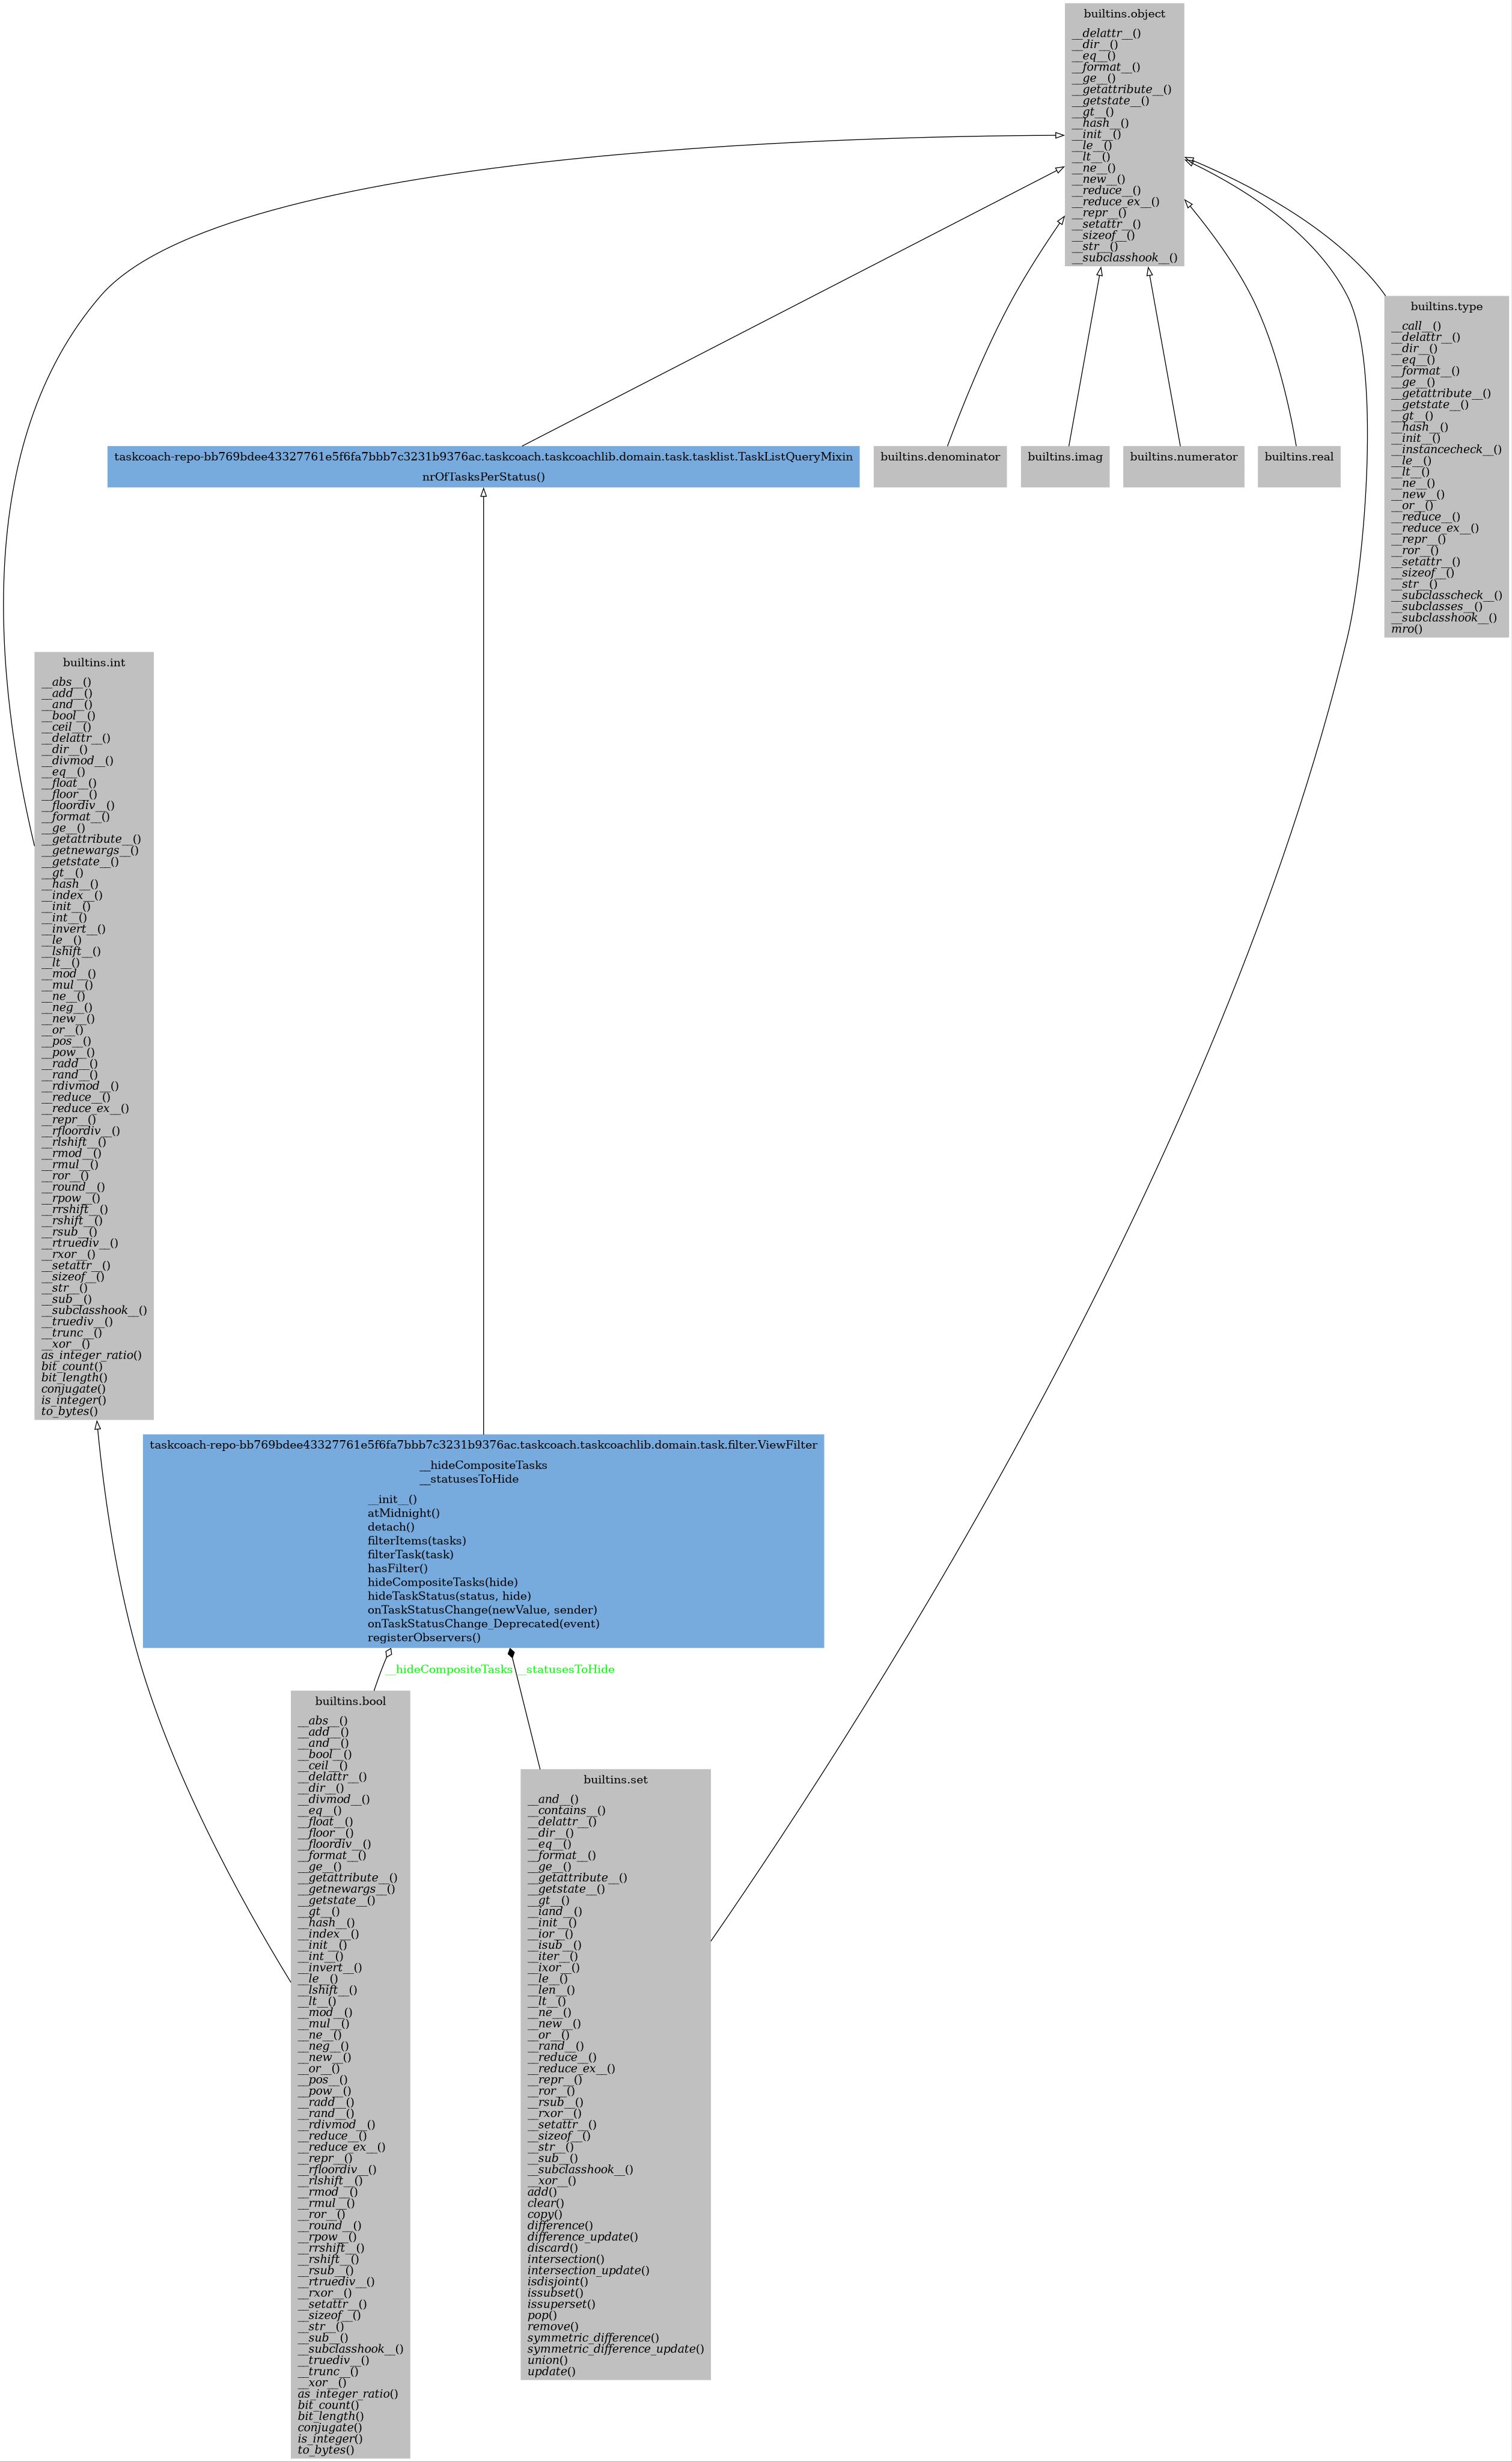 builtins.object
__delattr__()
__dir__()
__eq__()
__format__()
__ge__()
__getattribute__()
__getstate__()
__gt__()
__hash__()
__init__()
__le__()
__lt__()
__ne__()
__new__()
__reduce__()
__reduce_ex__()
__repr__()
__setattr__()
__sizeof__()
__str__()
__subclasshook__()
builtins.type
__call__()
__delattr__()
__dir__()
__eq__()
__format__()
__ge__()
__getattribute__()
__getstate__()
__gt__()
__hash__()
__init__()
__instancecheck__()
__le__()
__lt__()
__ne__()
__new__()
__or__()
__reduce__()
__reduce_ex__()
__repr__()
__ror__()
__setattr__()
__sizeof__()
__str__()
__subclasscheck__()
__subclasses__()
__subclasshook__()
mro()
taskcoach-repo-bb769bdee43327761e5f6fa7bbb7c3231b9376ac.taskcoach.taskcoachlib.domain.task.tasklist.TaskListQueryMixin
nrOfTasksPerStatus()
builtins.denominator
builtins.imag
builtins.numerator
builtins.real
builtins.int
__abs__()
__add__()
__and__()
__bool__()
__ceil__()
__delattr__()
__dir__()
__divmod__()
__eq__()
__float__()
__floor__()
__floordiv__()
__format__()
__ge__()
__getattribute__()
__getnewargs__()
__getstate__()
__gt__()
__hash__()
__index__()
__init__()
__int__()
__invert__()
__le__()
__lshift__()
__lt__()
__mod__()
__mul__()
__ne__()
__neg__()
__new__()
__or__()
__pos__()
__pow__()
__radd__()
__rand__()
__rdivmod__()
__reduce__()
__reduce_ex__()
__repr__()
__rfloordiv__()
__rlshift__()
__rmod__()
__rmul__()
__ror__()
__round__()
__rpow__()
__rrshift__()
__rshift__()
__rsub__()
__rtruediv__()
__rxor__()
__setattr__()
__sizeof__()
__str__()
__sub__()
__subclasshook__()
__truediv__()
__trunc__()
__xor__()
as_integer_ratio()
bit_count()
bit_length()
conjugate()
is_integer()
to_bytes()
taskcoach-repo-bb769bdee43327761e5f6fa7bbb7c3231b9376ac.taskcoach.taskcoachlib.domain.task.filter.ViewFilter
__hideCompositeTasks
__statusesToHide
__init__()
atMidnight()
detach()
filterItems(tasks)
filterTask(task)
hasFilter()
hideCompositeTasks(hide)
hideTaskStatus(status, hide)
onTaskStatusChange(newValue, sender)
onTaskStatusChange_Deprecated(event)
registerObservers()
__hideCompositeTasks
__statusesToHide
builtins.bool
__abs__()
__add__()
__and__()
__bool__()
__ceil__()
__delattr__()
__dir__()
__divmod__()
__eq__()
__float__()
__floor__()
__floordiv__()
__format__()
__ge__()
__getattribute__()
__getnewargs__()
__getstate__()
__gt__()
__hash__()
__index__()
__init__()
__int__()
__invert__()
__le__()
__lshift__()
__lt__()
__mod__()
__mul__()
__ne__()
__neg__()
__new__()
__or__()
__pos__()
__pow__()
__radd__()
__rand__()
__rdivmod__()
__reduce__()
__reduce_ex__()
__repr__()
__rfloordiv__()
__rlshift__()
__rmod__()
__rmul__()
__ror__()
__round__()
__rpow__()
__rrshift__()
__rshift__()
__rsub__()
__rtruediv__()
__rxor__()
__setattr__()
__sizeof__()
__str__()
__sub__()
__subclasshook__()
__truediv__()
__trunc__()
__xor__()
as_integer_ratio()
bit_count()
bit_length()
conjugate()
is_integer()
to_bytes()
builtins.set
__and__()
__contains__()
__delattr__()
__dir__()
__eq__()
__format__()
__ge__()
__getattribute__()
__getstate__()
__gt__()
__iand__()
__init__()
__ior__()
__isub__()
__iter__()
__ixor__()
__le__()
__len__()
__lt__()
__ne__()
__new__()
__or__()
__rand__()
__reduce__()
__reduce_ex__()
__repr__()
__ror__()
__rsub__()
__rxor__()
__setattr__()
__sizeof__()
__str__()
__sub__()
__subclasshook__()
__xor__()
add()
clear()
copy()
difference()
difference_update()
discard()
intersection()
intersection_update()
isdisjoint()
issubset()
issuperset()
pop()
remove()
symmetric_difference()
symmetric_difference_update()
union()
update()